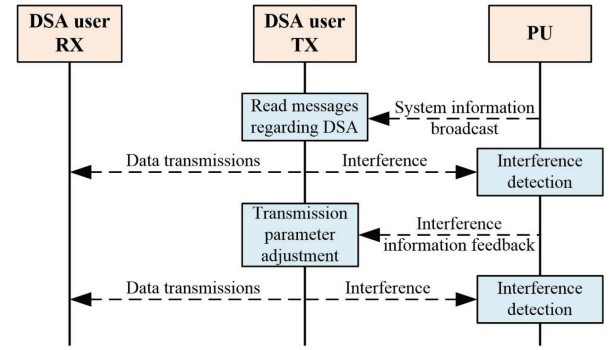 DSA user
RX
DSA user
TX
PU
Read messages
regarding DSA
System information
broadcast
Data transmissions
Interference
Interference
detection
Transmission
parameter
adjustment
Interference
information feedback
Data transmissions
Interference
Interference
detection